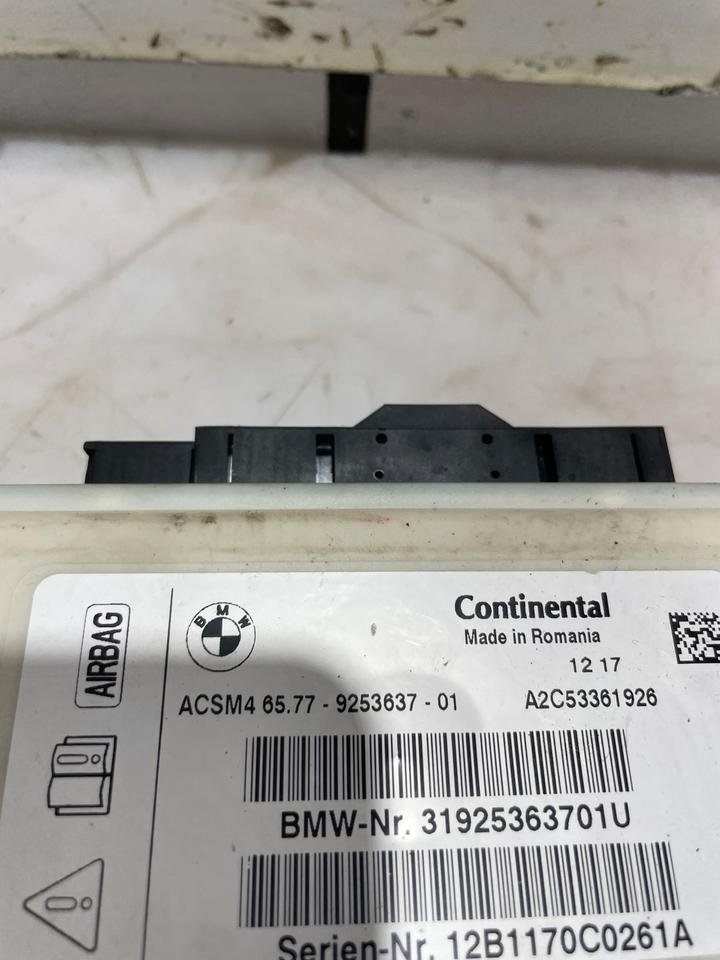 AIRBAG
BMW
Continental
Made in Romania
12 17
ACSM4 65.77 - 9253637 - 01 A2C53361926
BMW-Nr. 31925363701U
Serien-Nr. 12B1170C0261A